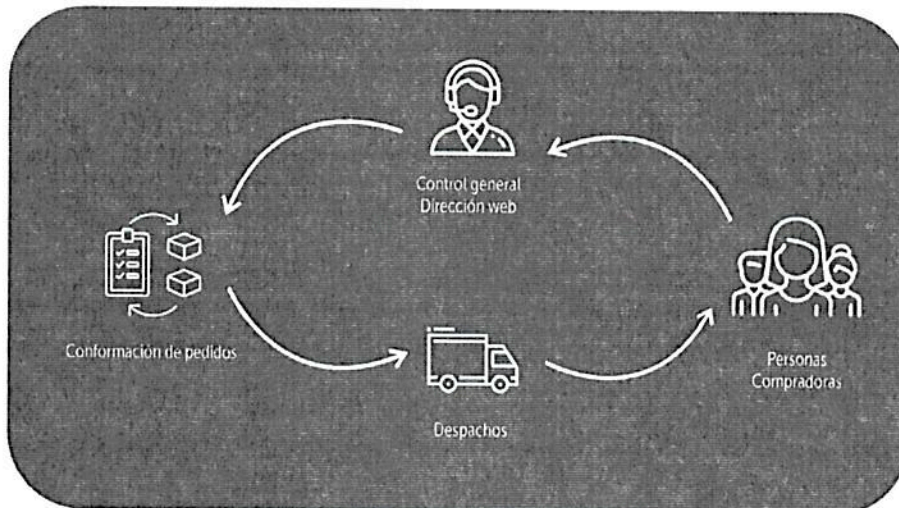 Control general
Dirección web
Conformación de pedidos
Personas
Compradoras
Despachos